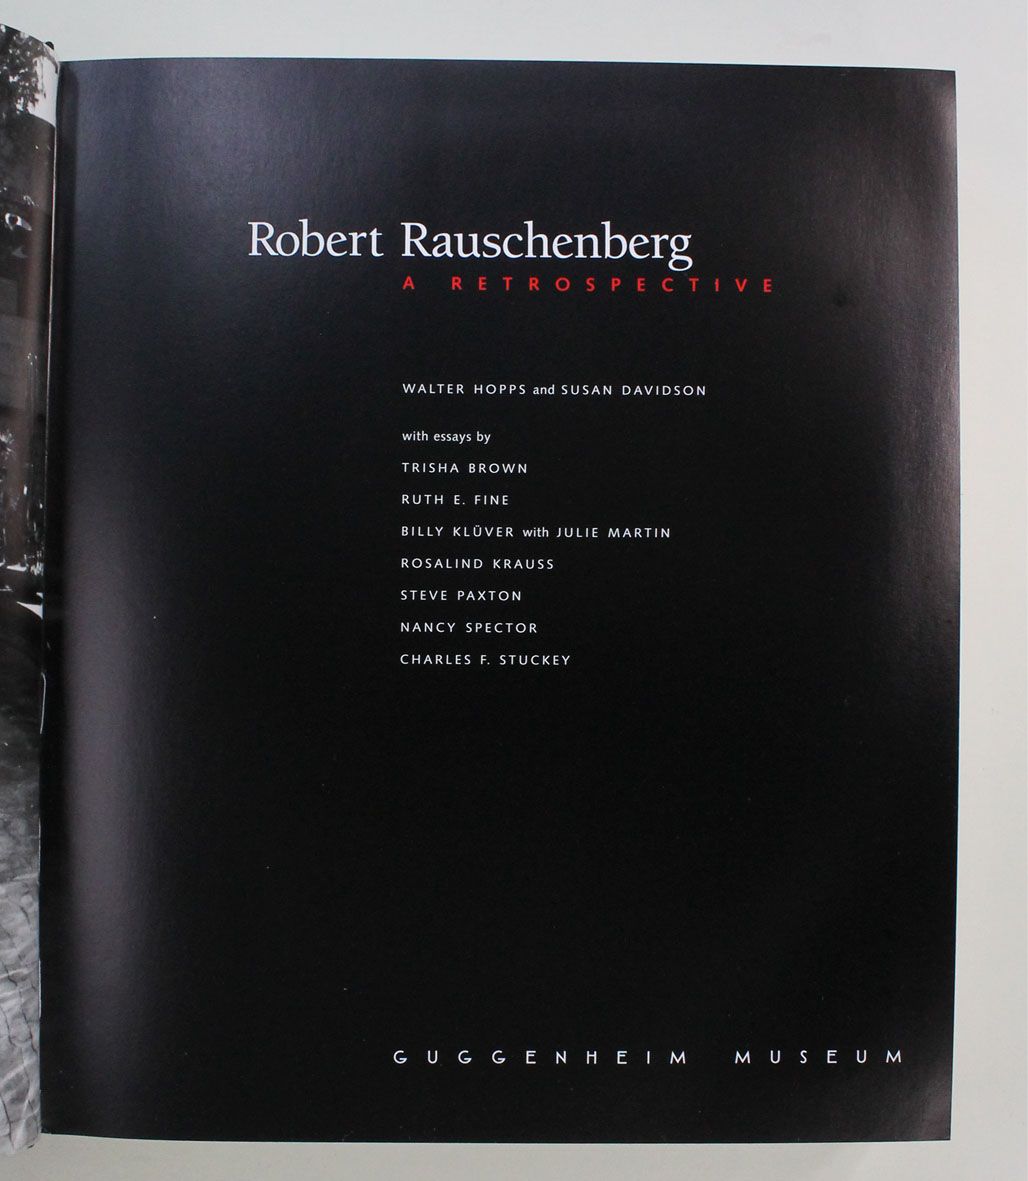 Robert Rauschenberg
A RETROSPECTIVE
WALTER HOPPS and SUSAN DAVIDSON
with essays by
TRISHA BROWN
RUTH E. FINE
BILLY KLÜVER with JULIE MARTIN
ROSALIND KRAUSS
STEVE PAXTON
NANCY SPECTOR
CHARLES F. STUCKEY
GUGGENHEIM MUSEUM